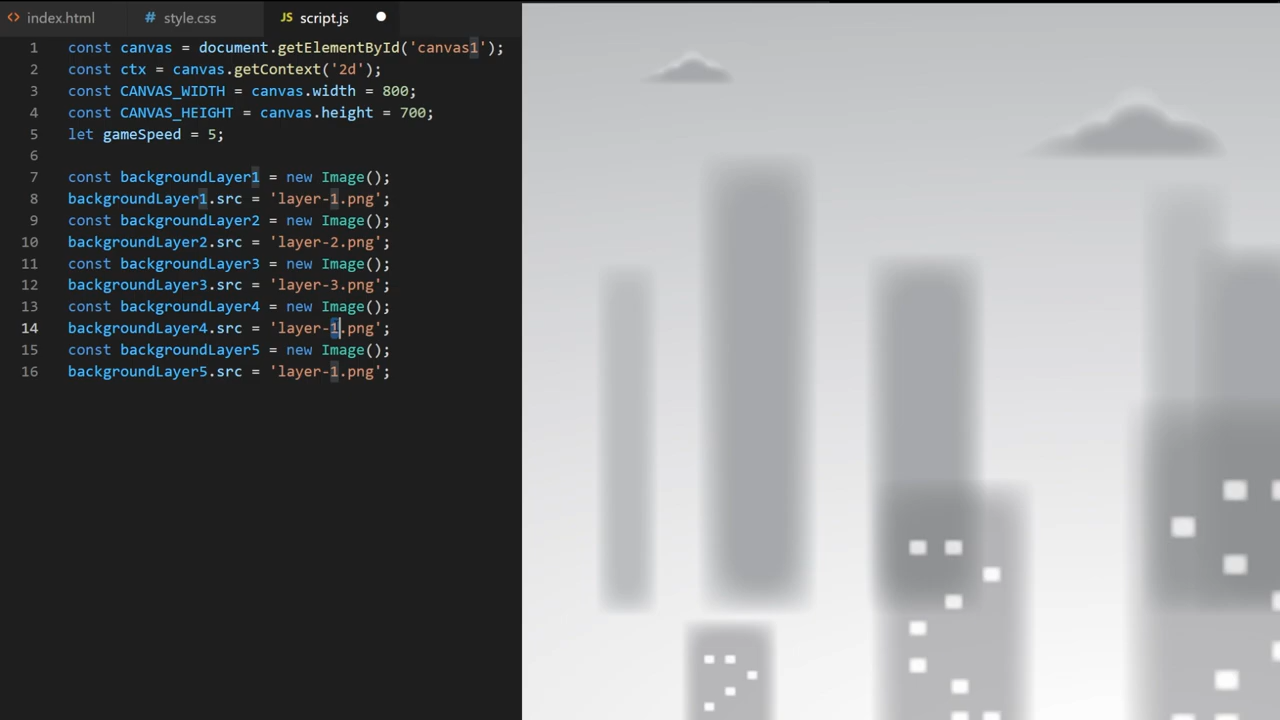 index.html
# style.css
JS script.js
1 const canvas = document.getElementById('canvas1');
2 const ctx = canvas.getContext('2d');
3 const CANVAS_WIDTH = canvas.width = 800;
4 const CANVAS_HEIGHT = canvas.height = 700;
5 let gameSpeed = 5;
6
7 const backgroundLayer1 = new Image();
8 backgroundLayer1.src = 'layer-1.png';
9 const backgroundLayer2 = new Image();
10 backgroundLayer2.src = 'layer-2.png';
11 const backgroundLayer3 = new Image();
12 backgroundLayer3.src = 'layer-3.png';
13 const backgroundLayer4 = new Image();
14 backgroundLayer4.src = 'layer-1.png';
15 const backgroundLayer5 = new Image();
16 backgroundLayer5.src = 'layer-1.png';